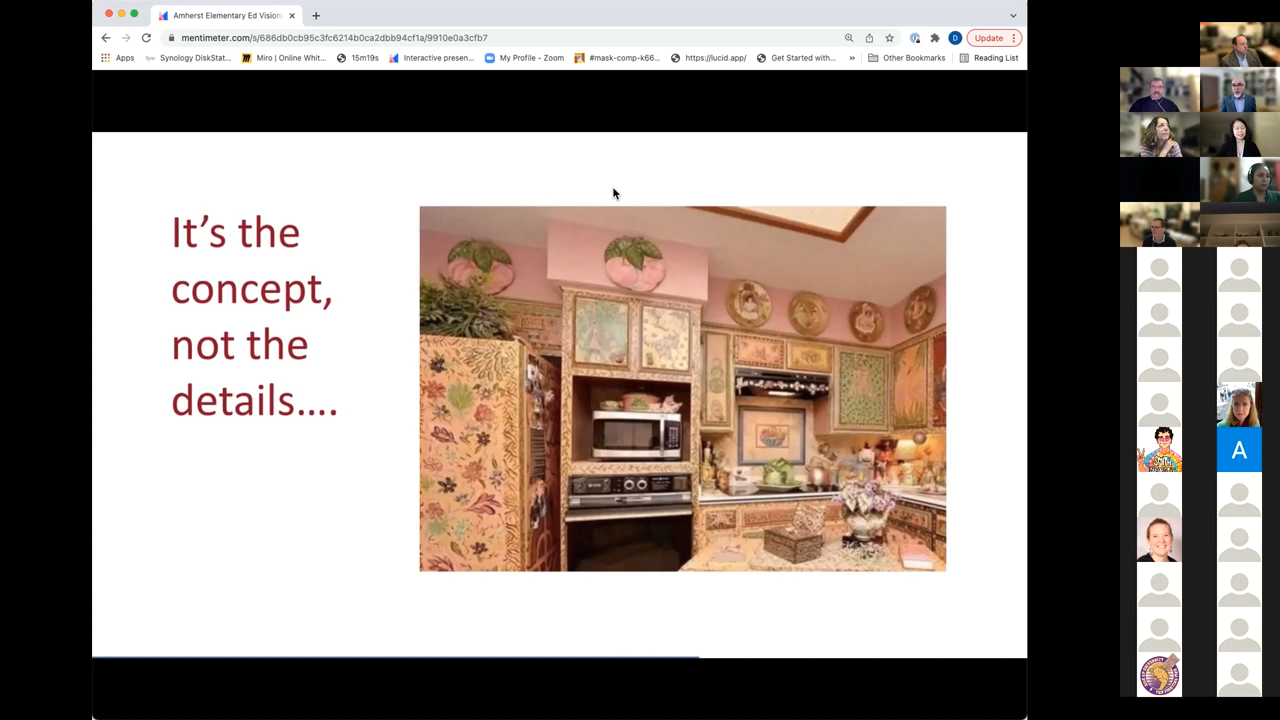 Amherst Elementary Ed Vision
mentimeter.com/s/686db0cb95c3fc6214b0ca2dbb94cf1a/9910e0a3cfb7
Update
Apps
Synology DiskStat...
Miro | Online Whit...
15m19s
Interactive presen...
My Profile - Zoom
#mask-comp-k66...
https://lucid.app/
Get Started with...
»
Other Bookmarks
Reading List
It’s the
concept,
not the
details....
D
A